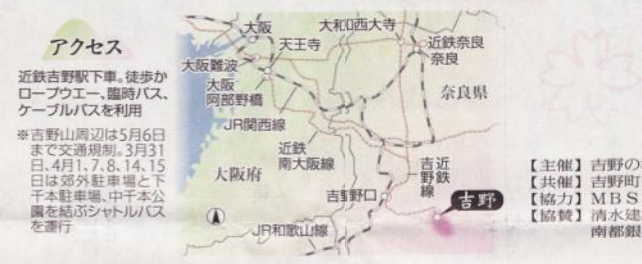 アクセス
近鉄吉野駅下車。徒歩か
ロープウエー、臨時バス、
ケーブルバスを利用
※吉野山周辺は5月6日
まで交通規制。3月31
日、4月1、7、8、14、15
日は郊外駐車場と下
千本駐車場、中千本公
園を結ぶシャトルバス
を運行
大阪
大和西大寺
天王寺
近鉄奈良
奈良
大阪難波
大阪
阿部野橋
奈良県
JR関西線
近鉄
南大阪線
大阪府
近鉄
吉野線
吉野口
吉野
JR和歌山線
【主催】吉野の
【共催】吉野町
【協力】MBS
【協賛】清水建
南都銀